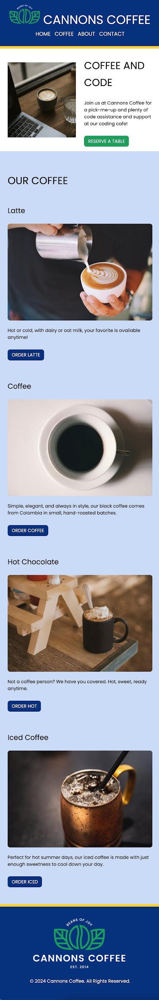 BEANS OF JOY
CANNONS COFFEE
HOME COFFEE ABOUT CONTACT
COFFEE AND
CODE
Join us at Cannons Coffee for
a pick-me-up and plenty of
code assistance and support
at our coding cafe!
RESERVE A TABLE
OUR COFFEE
Latte
Hot or cold, with dairy or oat milk, your favorite is available
anytime!
ORDER LATTE
Coffee
Simple, elegant, and always in style, our black coffee comes
from Colombia in small, hand-roasted batches.
ORDER COFFEE
Hot Chocolate
Not a coffee person? We have you covered. Hot, sweet, ready
anytime.
ORDER HOT
Iced Coffee
Perfect for hot summer days, our iced coffee is made with just
enough sweetness to cool down your day.
ORDER ICED
BEANS OF JOY
CANNONS COFFEE
EST. 2014
© 2024 Cannons Coffee. All Rights Reserved.